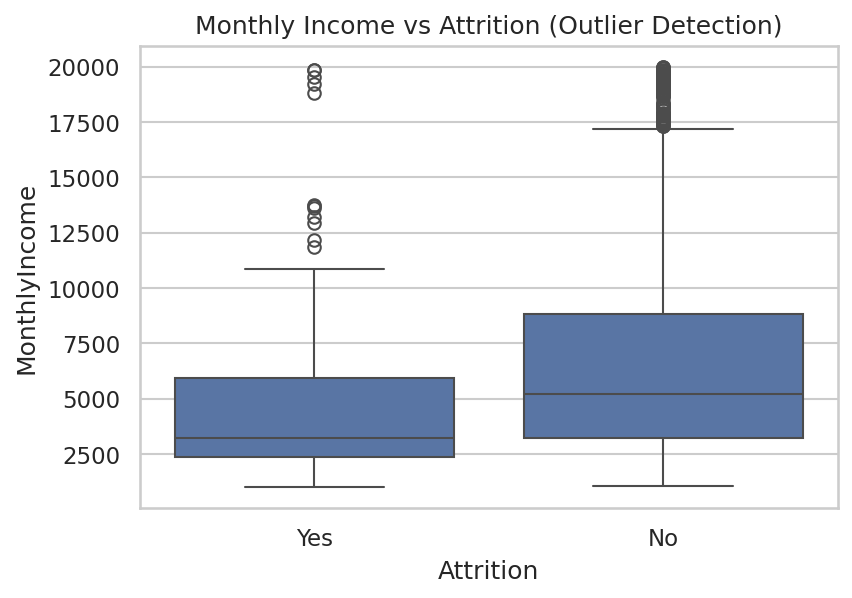 Monthly Income vs Attrition (Outlier Detection)
MonthlyIncome
20000
17500
15000
12500
10000
7500
5000
2500
Yes
No
Attrition